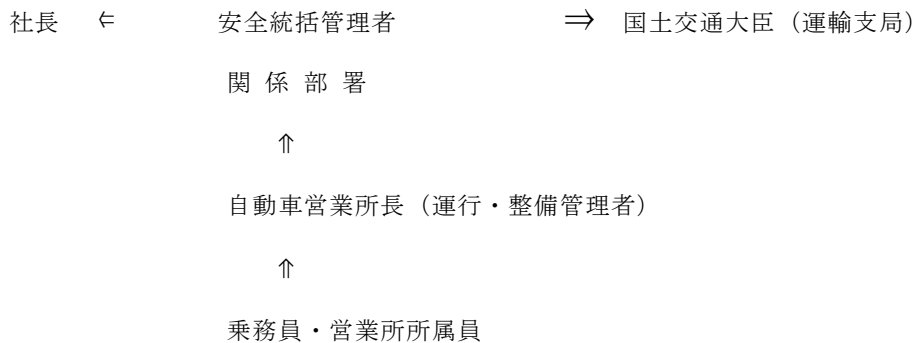 社長 ⇐ 安全統括管理者 ⇒ 国土交通大臣（運輸支局）
関 係 部 署
⇑
自動車営業所長（運行・整備管理者）
⇑
乗務員・営業所所属員